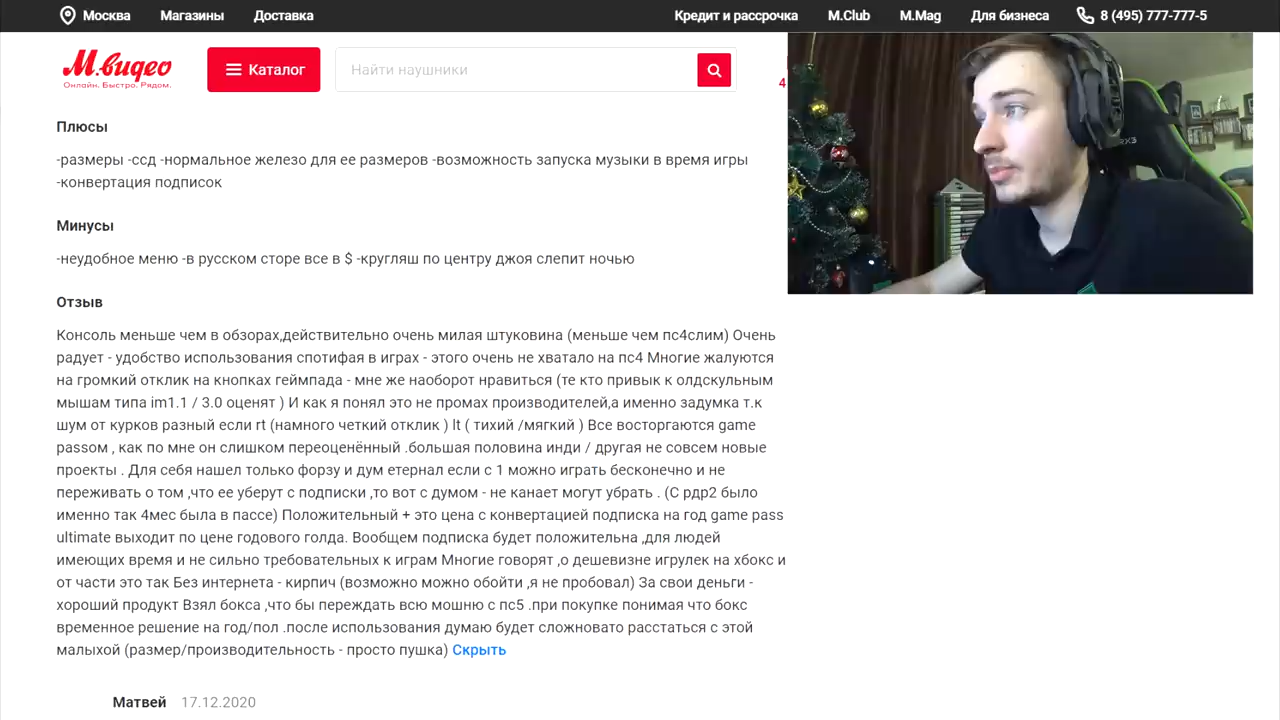 Москва Магазины Доставка Кредит и рассрочка M.Club M.Mag Для бизнеса 8 (495) 777-777-5
М.видео Каталог Найти наушники
Онлайн. Быстро. Рядом.
4
RX3
Плюсы
-размеры -ссд -нормальное железо для ее размеров -возможность запуска музыки в время игры
-конвертация подписок
Минусы
-неудобное меню -в русском сторе все в $ -кругляш по центру джоя слепит ночью
Отзыв
Консоль меньше чем в обзорах,действительно очень милая штуковина (меньше чем пс4слим) Очень
радует - удобство использования спотифая в играх - этого очень не хватало на пс4 Многие жалуются
на громкий отклик на кнопках геймпада - мне же наоборот нравиться (те кто привык к олдскульным
мышам типа im1.1 / 3.0 оценят ) И как я понял это не промах производителей,а именно задумка т.к
шум от курков разный если rt (намного четкий отклик ) lt ( тихий /мягкий ) Все восторгаются game
passом , как по мне он слишком переоценённый .большая половина инди / другая не совсем новые
проекты . Для себя нашел только форзу и дум етернал если с 1 можно играть бесконечно и не
переживать о том ,что ее уберут с подписки ,то вот с думом - не канает могут убрать . (С рдр2 было
именно так 4мес была в пассе) Положительный + это цена с конвертацией подписка на год game pass
ultimate выходит по цене годового голда. Вообщем подписка будет положительна ,для людей
имеющих время и не сильно требовательных к играм Многие говорят ,о дешевизне игрулек на хбокс и
от части это так Без интернета - кирпич (возможно можно обойти ,я не пробовал) За свои деньги -
хороший продукт Взял бокса ,что бы переждать всю мошню с пс5 .при покупке понимая что бокс
временное решение на год/пол .после использования думаю будет сложновато расстаться с этой
малыхой (размер/производительность - просто пушка) Скрыть
Матвей 17.12.2020